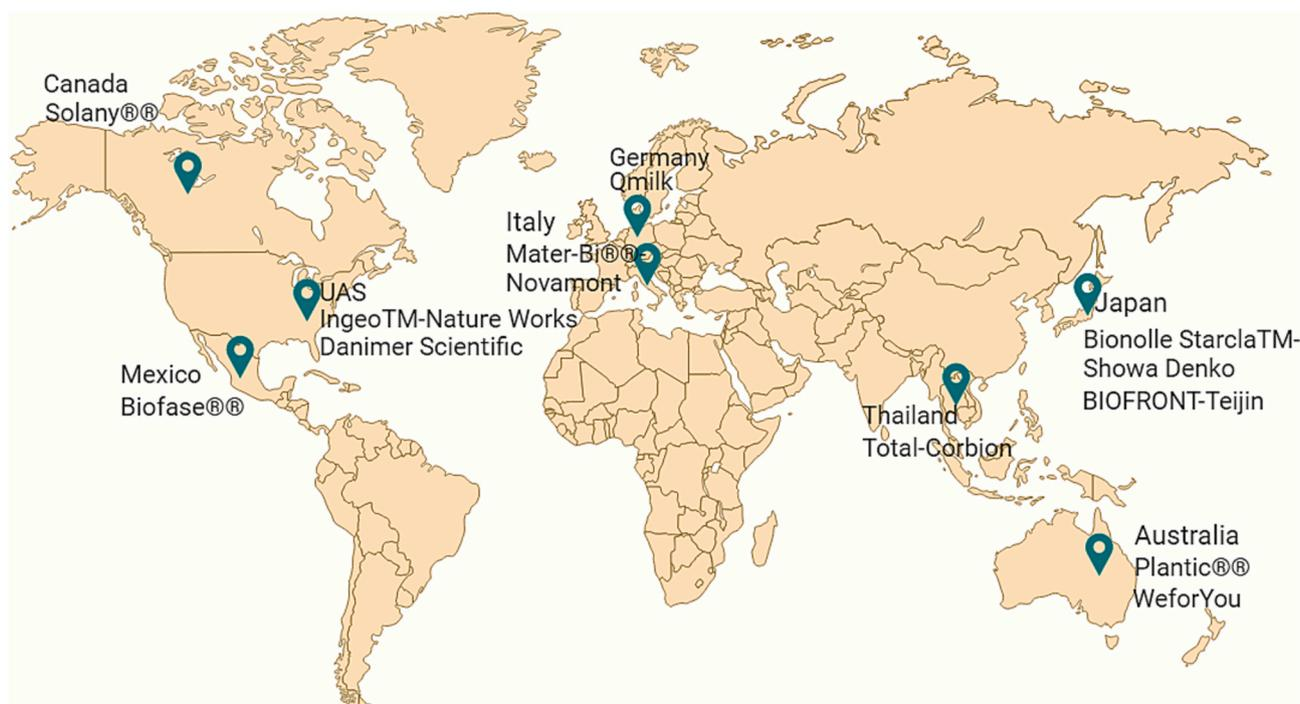 Canada
Solany®®
Germany
Qmilk
Italy
Mater-Bi®®-
Novamont
UAS
IngeoTM-Nature Works
Danimer Scientific
Mexico
Biofase®®
Japan
Bionolle StarclaTM-
Showa Denko
BIOFRONT-Teijin
Thailand
Total-Corbion
Australia
Plantic®®
WeforYou